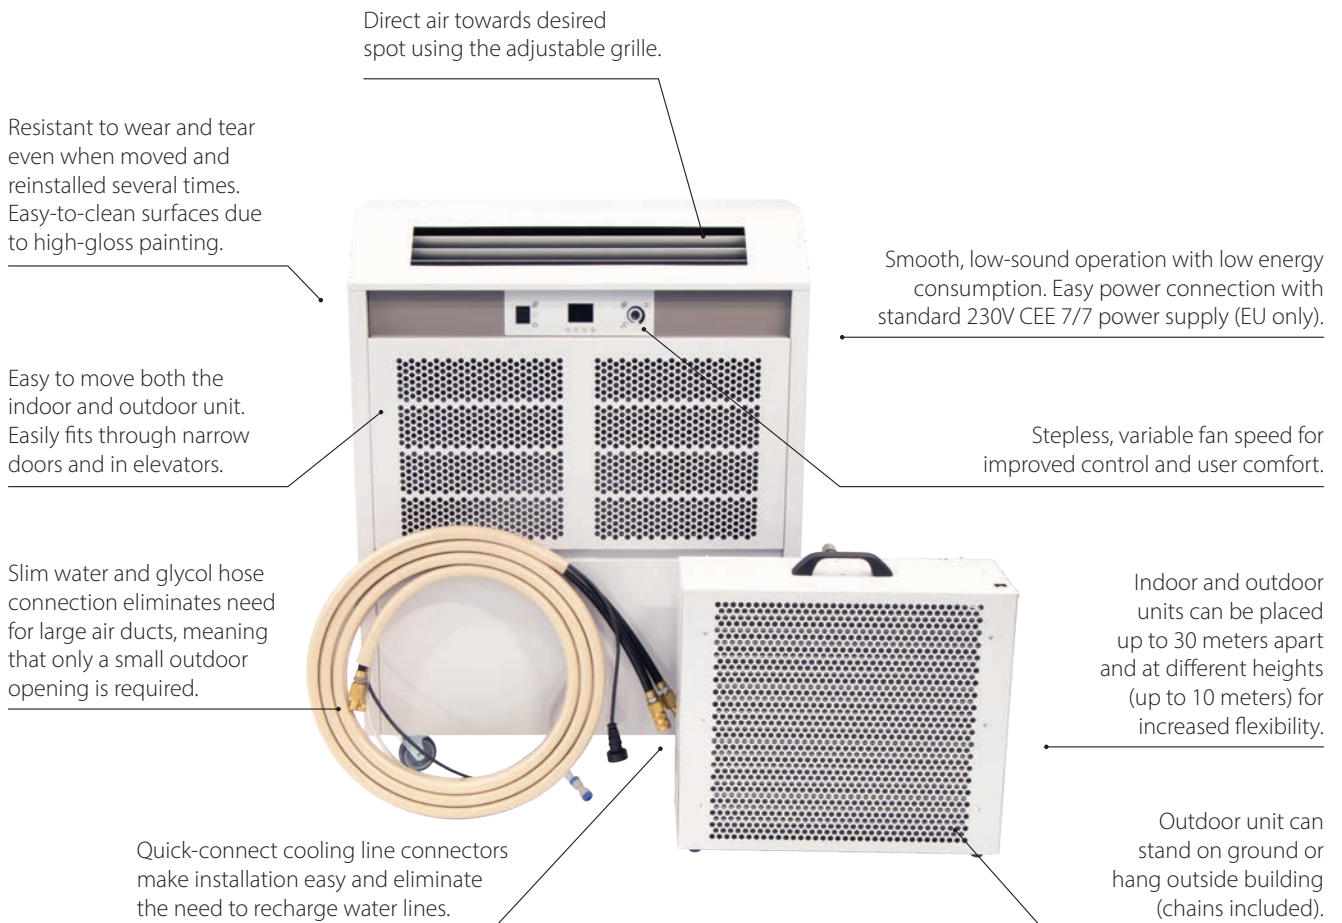 Direct air towards desired
spot using the adjustable grille.
Resistant to wear and tear
even when moved and
reinstalled several times.
Easy-to-clean surfaces due
to high-gloss painting.
Smooth, low-sound operation with low energy
consumption. Easy power connection with
standard 230V CEE 7/7 power supply (EU only).
Easy to move both the
indoor and outdoor unit.
Easily fits through narrow
doors and in elevators.
Stepless, variable fan speed for
improved control and user comfort.
Slim water and glycol hose
connection eliminates need
for large air ducts, meaning
that only a small outdoor
opening is required.
Indoor and outdoor
units can be placed
up to 30 meters apart
and at different heights
(up to 10 meters) for
increased flexibility.
Quick-connect cooling line connectors
make installation easy and eliminate
the need to recharge water lines.
Outdoor unit can
stand on ground or
hang outside building
(chains included).